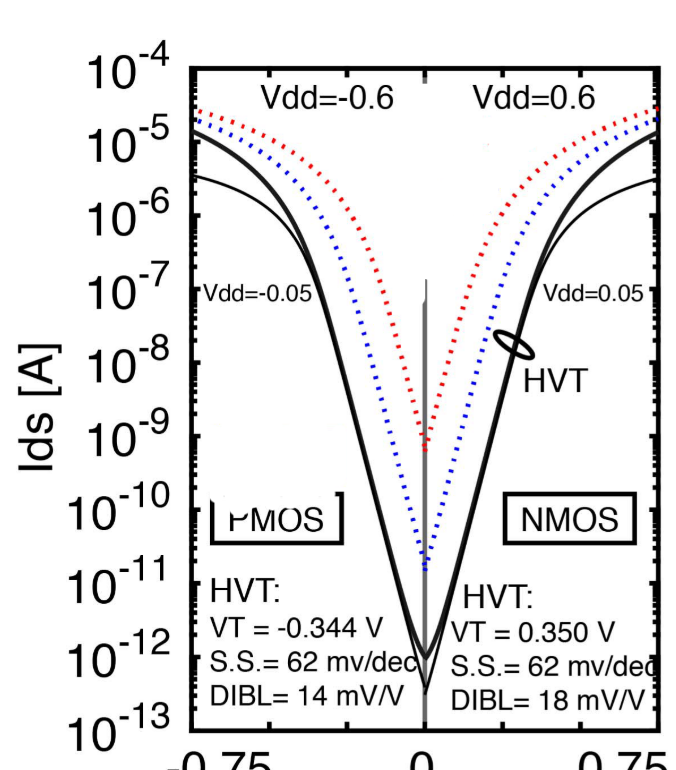 10-4
Vdd=-0.6
Vdd=0.6
10-5
10-6
10-7
Vdd=-0.05
Vdd=0.05
10-8
HVT
Ids [A]
10-9
10-10
PMOS
NMOS
10-11
HVT:
VT = -0.344 V
S.S.= 62 mv/dec
DIBL= 14 mV/V
HVT:
VT = 0.350 V
S.S.= 62 mv/dec
DIBL= 18 mV/V
10-12
10-13
-0.75
0
0.75